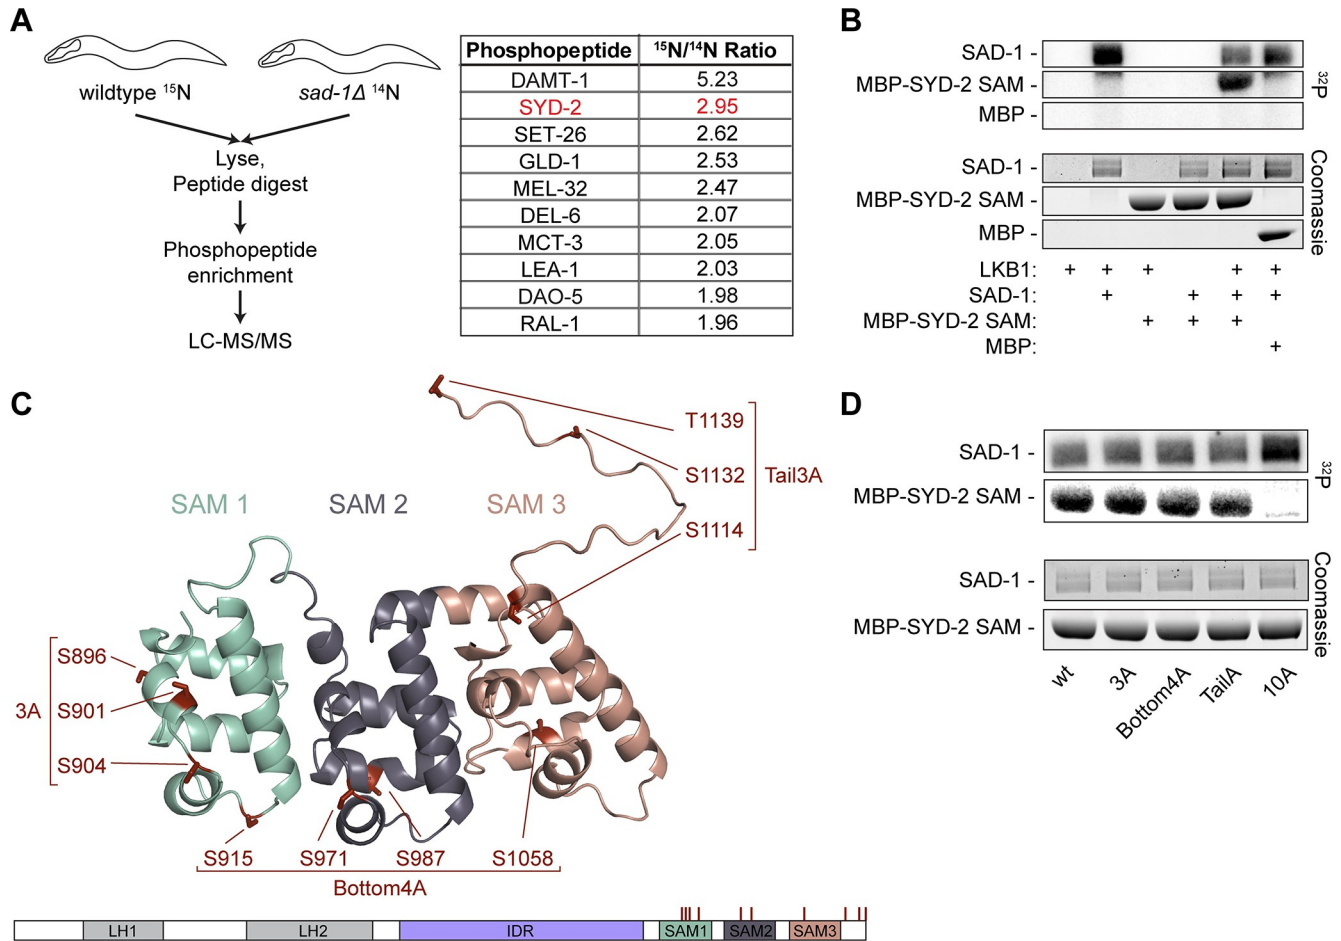 A
wildtype ¹⁵N
sad-1Δ ¹⁴N
Lyse,
Peptide digest
Phosphopeptide
enrichment
LC-MS/MS
Phosphopeptide ¹⁵N/¹⁴N Ratio
DAMT-1 5.23
SYD-2 2.95
SET-26 2.62
GLD-1 2.53
MEL-32 2.47
DEL-6 2.07
MCT-3 2.05
LEA-1 2.03
DAO-5 1.98
RAL-1 1.96
B
SAD-1 -
MBP-SYD-2 SAM -
MBP -
³²P
SAD-1 -
MBP-SYD-2 SAM -
MBP -
Coomassie
LKB1: + + + + +
SAD-1: + + + +
MBP-SYD-2 SAM: + + +
MBP: +
C
SAM 1
SAM 2
SAM 3
T1139
S1132
S1114
Tail3A
3A
S896
S901
S904
S915
S971
S987
S1058
Bottom4A
LH1
LH2
IDR
SAM1
SAM2
SAM3
D
SAD-1 -
MBP-SYD-2 SAM -
³²P
SAD-1 -
MBP-SYD-2 SAM -
Coomassie
wt
3A
Bottom4A
TailA
10A